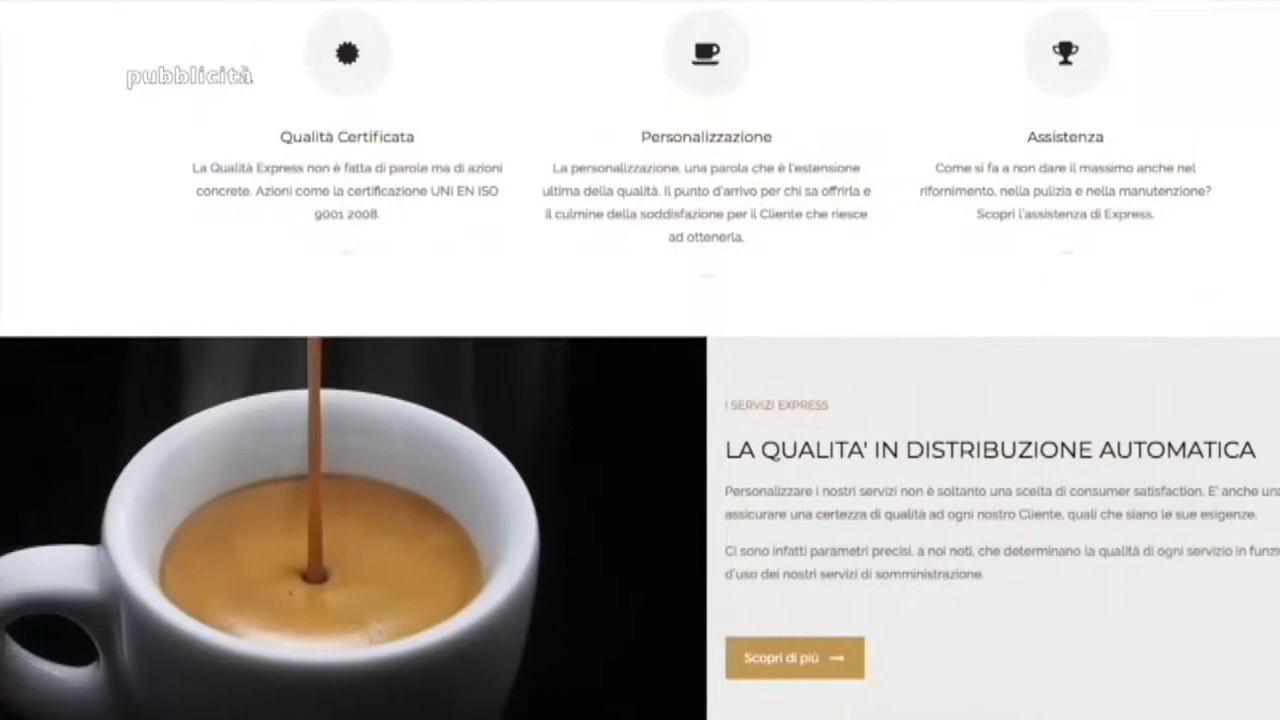 pubblicità
Qualità Certificata
La Qualità Express non è fatta di parole ma di azioni
concrete. Azioni come la certificazione UNI EN ISO
9001 2008.
Personalizzazione
La personalizzazione, una parola che è l'estensione
ultima della qualità. Il punto d'arrivo per chi sa offrirla e
il culmine della soddisfazione per il Cliente che riesce
ad ottenerla.
Assistenza
Come si fa a non dare il massimo anche nel
rifornimento, nella pulizia e nella manutenzione?
Scopri l'assistenza di Express.
I SERVIZI EXPRESS
LA QUALITA' IN DISTRIBUZIONE AUTOMATICA
Personalizzare i nostri servizi non è soltanto una scelta di consumer satisfaction. E' anche
assicurare una certezza di qualità ad ogni nostro Cliente, quali che siano le sue esigenze.
Ci sono infatti parametri precisi, a noi noti, che determinano la qualità di ogni servizio in
d'uso dei nostri servizi di somministrazione.
Scopri di più